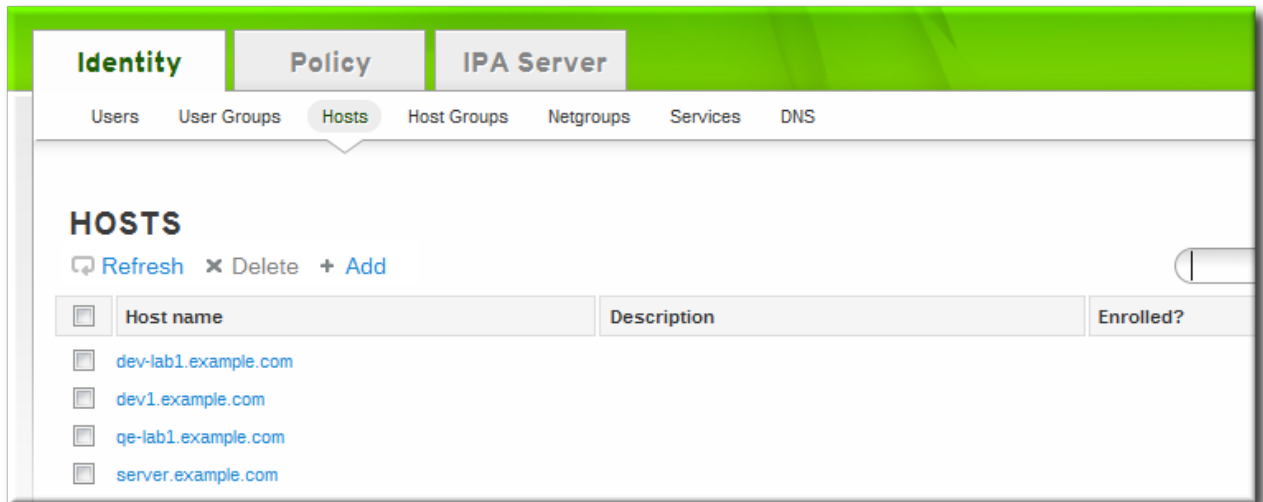 Identity Policy IPA Server
Users User Groups Hosts Host Groups Netgroups Services DNS
HOSTS
Refresh Delete + Add
Host name Description Enrolled?
dev-lab1.example.com
dev1.example.com
qe-lab1.example.com
server.example.com